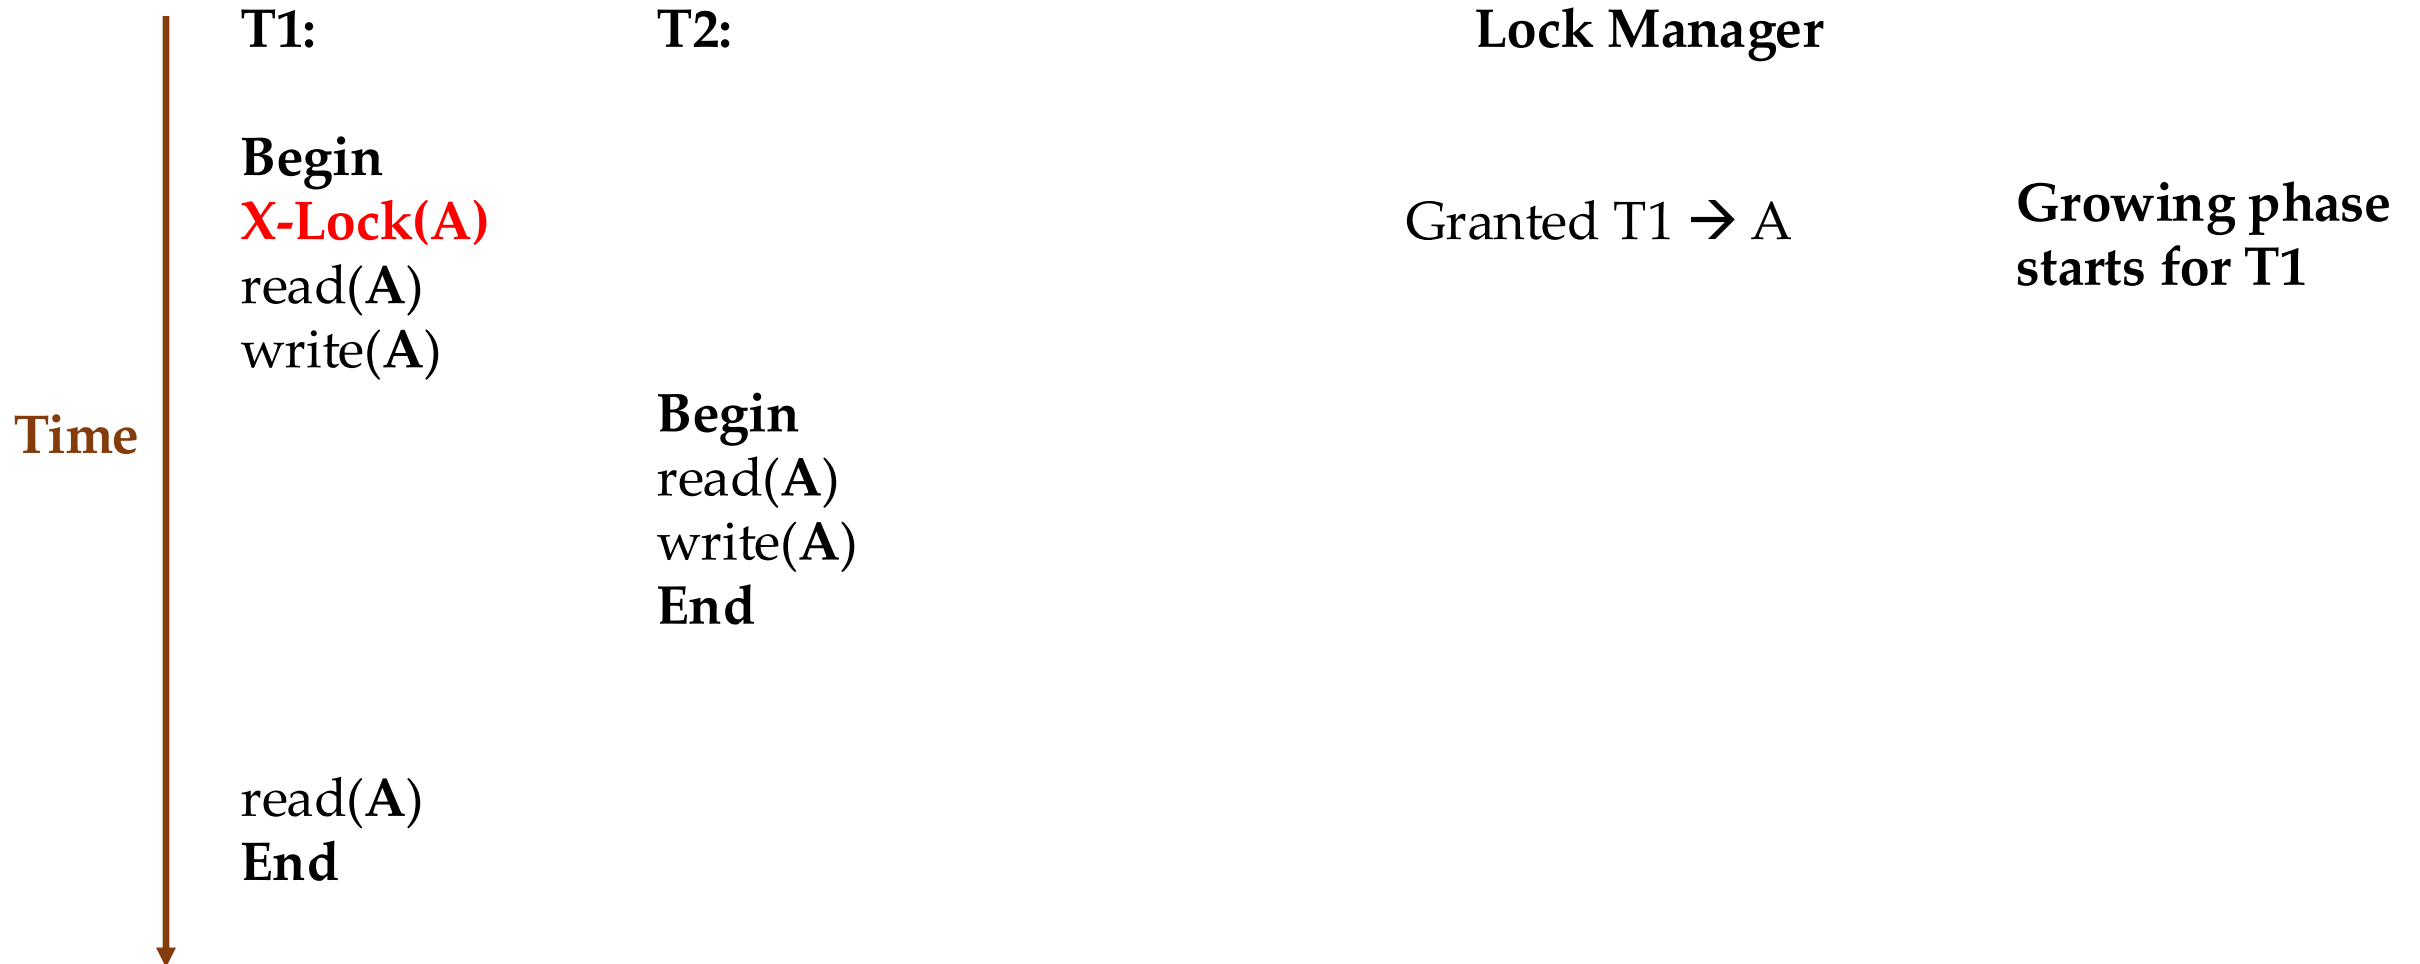 T1: T2: Lock Manager
Begin
X-Lock(A) Granted T1 → A Growing phase
read(A) starts for T1
write(A)
Begin
Time
read(A)
write(A)
End
read(A)
End